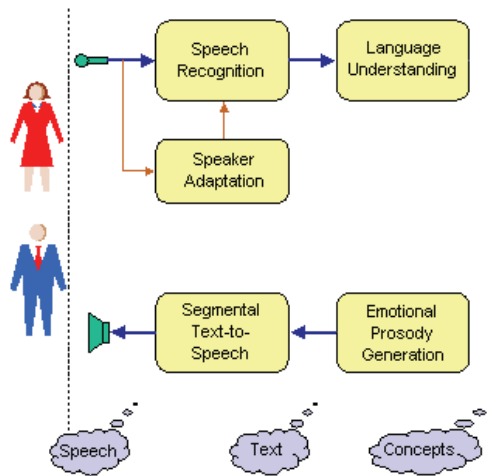 Speech
Recognition
Language
Understanding
Speaker
Adaptation
Segmental
Text-to-
Speech
Emotional
Prosody
Generation
Speech
Text
Concepts